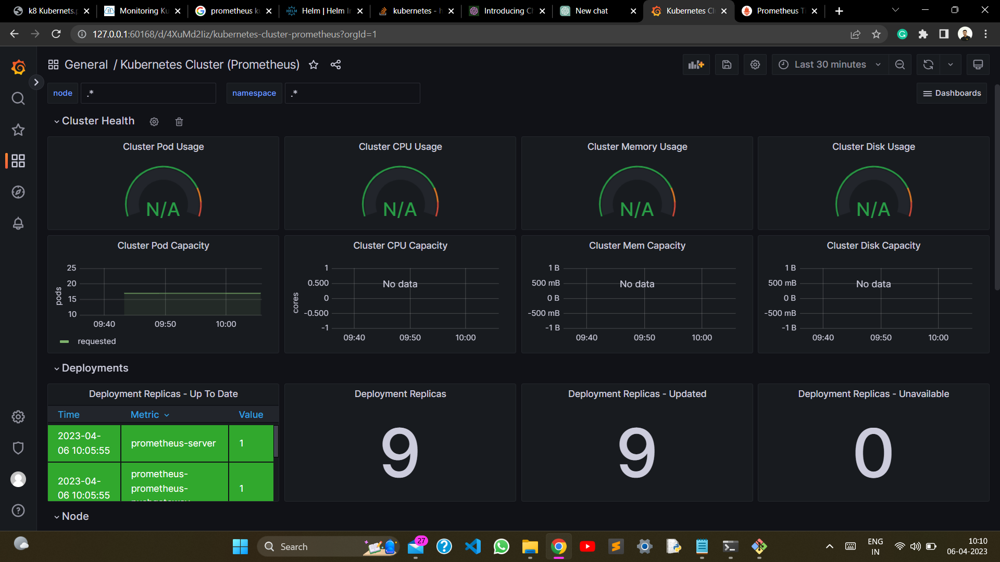 k8 Kubernets.p
Monitoring Ku
prometheus ku
Helm | Helm In
kubernetes - h
Introducing Ch
New chat
Kubernetes Cl
Prometheus Ti
127.0.0.1:60168/d/4XuMd2Iiz/kubernetes-cluster-prometheus?orgId=1
General / Kubernetes Cluster (Prometheus)
Last 30 minutes
node .*
namespace .*
Dashboards
Cluster Health
Cluster Pod Usage
N/A
Cluster CPU Usage
N/A
Cluster Memory Usage
N/A
Cluster Disk Usage
N/A
Cluster Pod Capacity
pods
25
20
15
10
09:40 09:50 10:00
requested
Cluster CPU Capacity
cores
1
0.500
0
-0.500
-1
No data
09:40 09:50 10:00
Cluster Mem Capacity
1 B
500 mB
0 B
-500 mB
-1 B
No data
09:40 09:50 10:00
Cluster Disk Capacity
1 B
500 mB
0 B
-500 mB
-1 B
No data
09:40 09:50 10:00
Deployments
Deployment Replicas - Up To Date
Time Metric Value
2023-04-
06 10:05:55
prometheus-server
1
2023-04-
06 10:05:55
prometheus-
prometheus-
pushgateway
1
Deployment Replicas
9
Deployment Replicas - Updated
9
Deployment Replicas - Unavailable
0
Node
Search
27
ENG
IN
10:10
06-04-2023